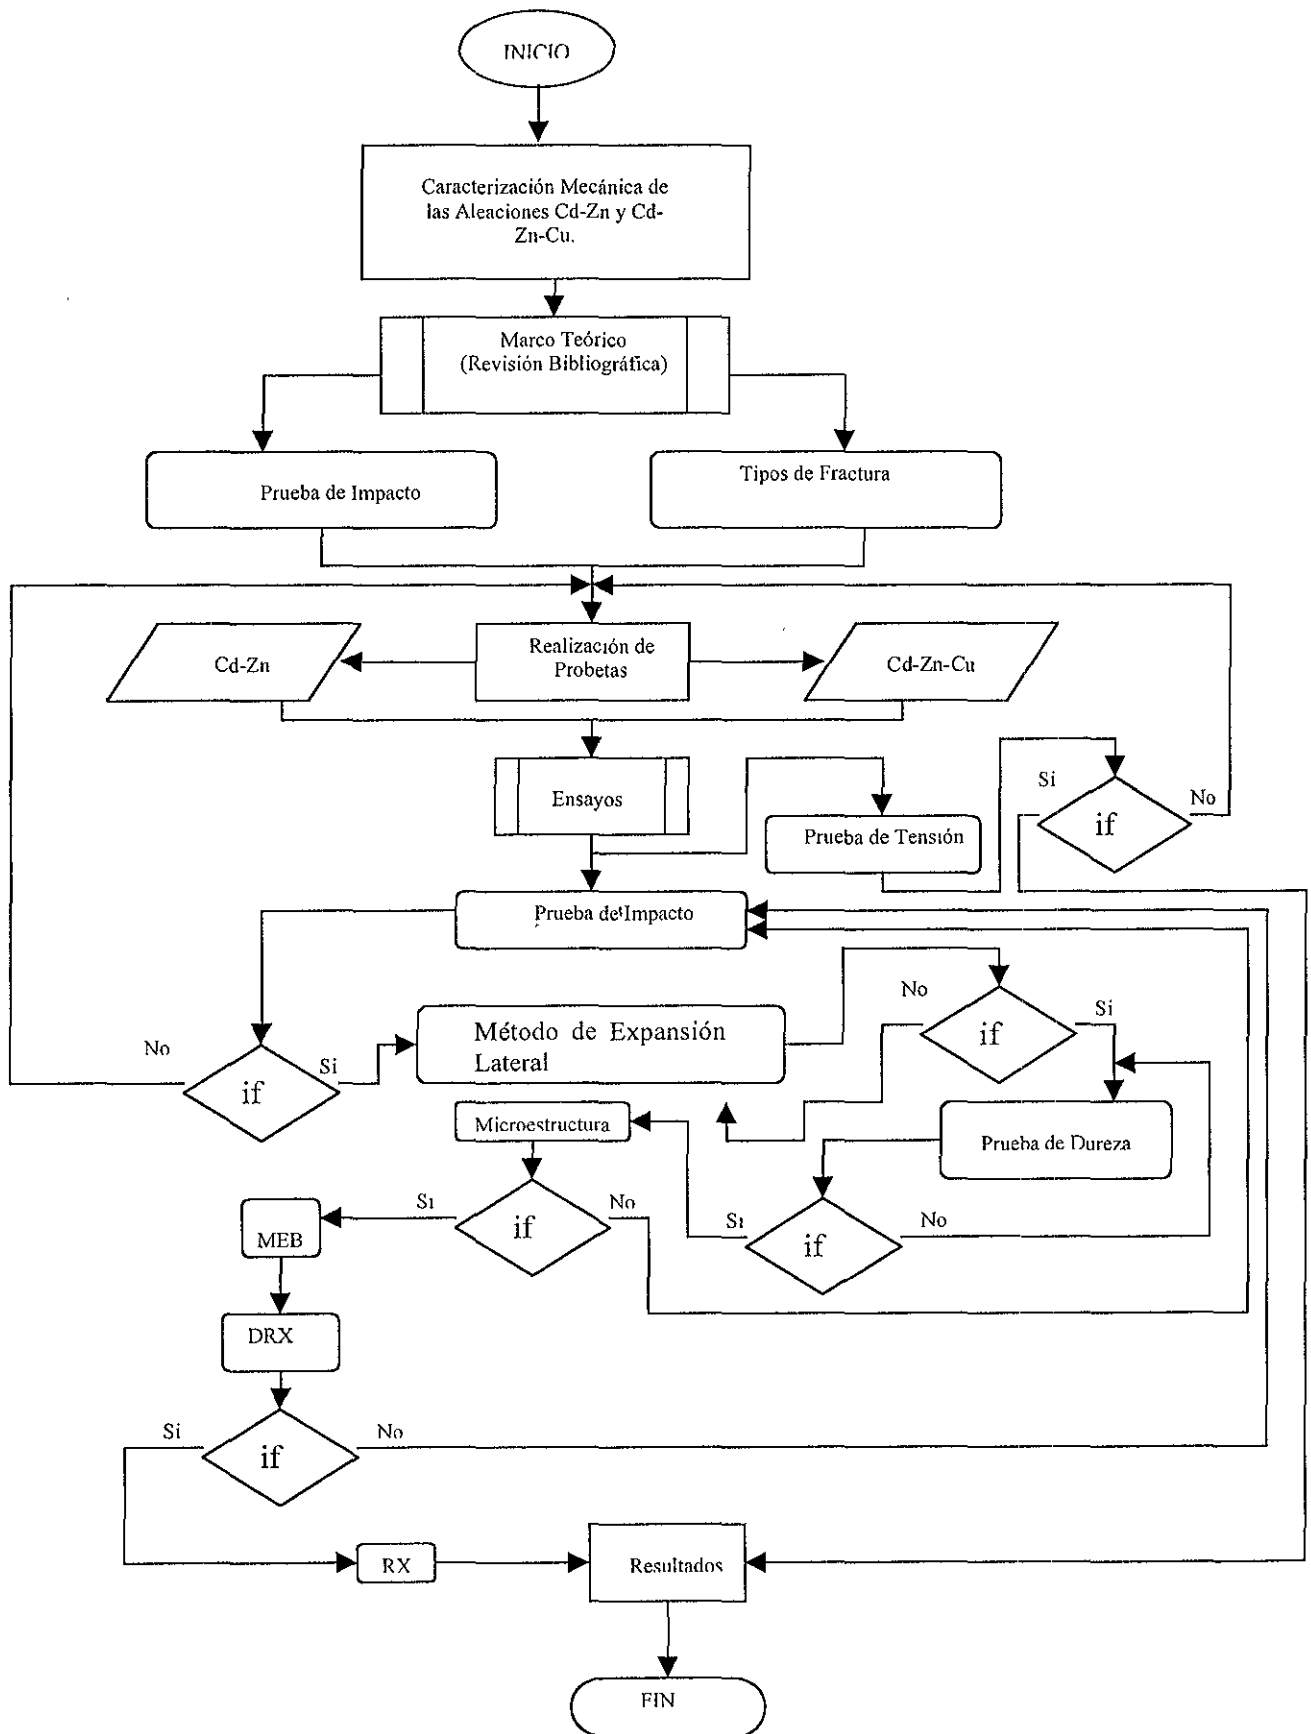 INICIO
Caracterización Mecánica de
las Aleaciones Cd-Zn y Cd-
Zn-Cu.
Marco Teórico
(Revisión Bibliográfica)
Prueba de Impacto
Tipos de Fractura
Cd-Zn
Realización de
Probetas
Cd-Zn-Cu
Ensayos
Prueba de Tensión
Si
if
No
Prueba de Impacto
No
if
Si
Método de Expansión
Lateral
No
if
Si
Microestructura
Prueba de Dureza
Si
if
No
Si
if
No
MEB
DRX
Si
if
No
RX
Resultados
FIN